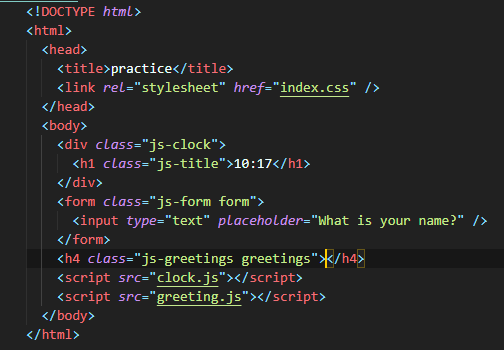 <!DOCTYPE html>
<html>
<head>
<title>practice</title>
<link rel="stylesheet" href="index.css" />
</head>
<body>
<div class="js-clock">
<h1 class="js-title">10:17</h1>
</div>
<form class="js-form form">
<input type="text" placeholder="What is your name?" />
</form>
<h4 class="js-greetings greetings"></h4>
<script src="clock.js"></script>
<script src="greeting.js"></script>
</body>
</html>